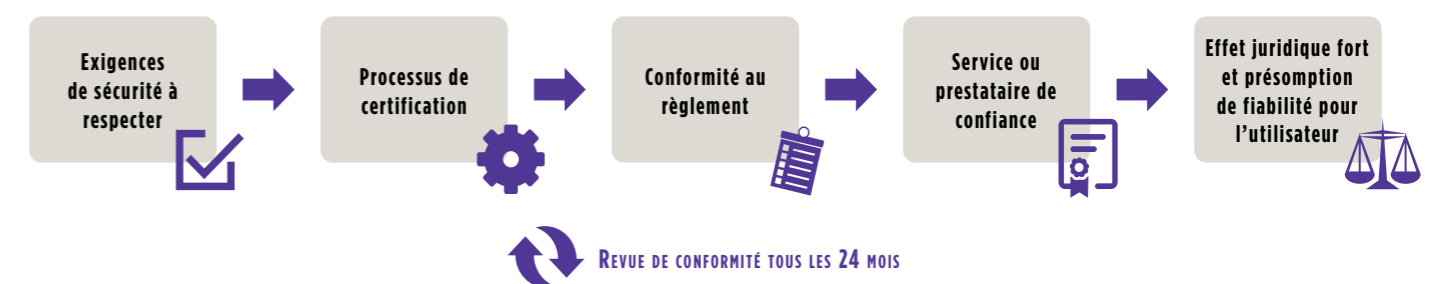 Exigences
de sécurité à
respecter
Processus de
certification
Conformité au
règlement
Service ou
prestataire de
confiance
Effet juridique fort
et présomption
de fiabilité pour
l’utilisateur
REVUE DE CONFORMITÉ TOUS LES 24 MOIS